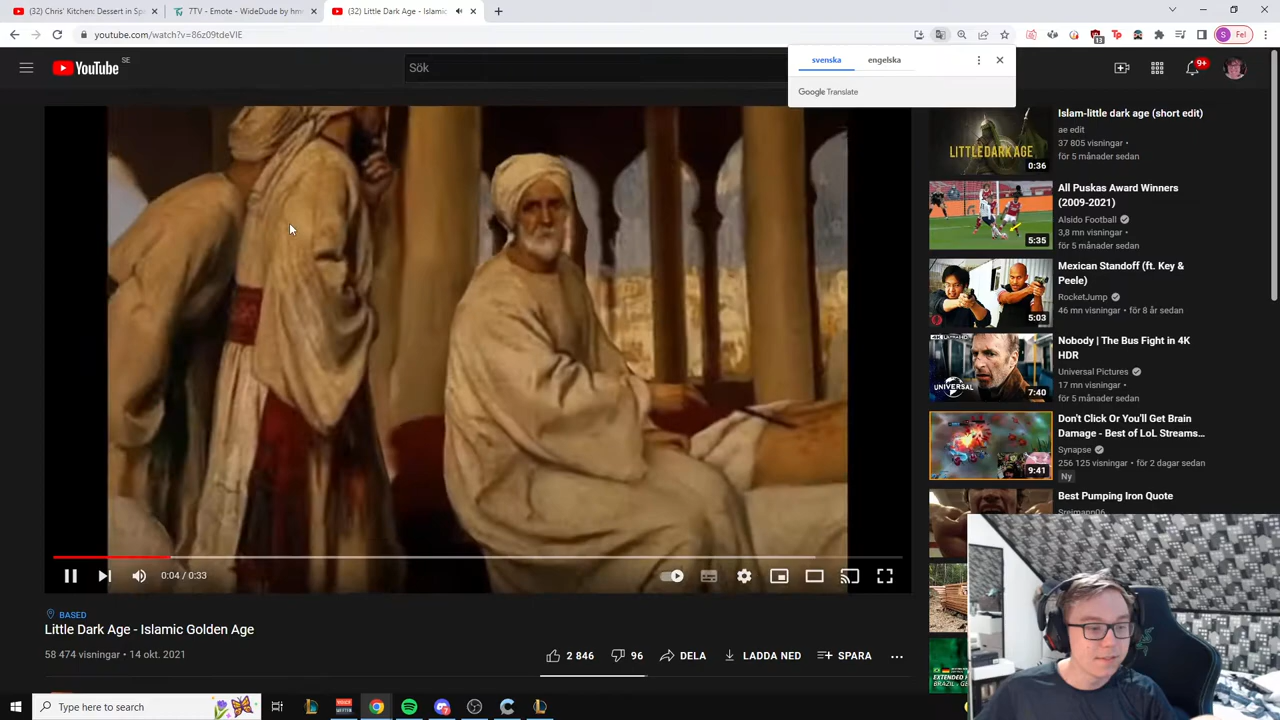 (32) Chris' Kitchen: Dessert in Sp
7TV - Emote - WideDude by hm
(32) Little Dark Age - Islamic
youtube.com/watch?v=86z09tdeVIE
13
Fel
YouTube
SE
Sök
svenska
engelska
Google Translate
9+
Islam-little dark age (short edit)
ae edit
37 805 visningar •
för 5 månader sedan
LITTLE DARK AGE
0:36
All Puskas Award Winners
(2009-2021)
Alsido Football
3,8 mn visningar •
för 5 månader sedan
5:35
Mexican Standoff (ft. Key &
Peele)
RocketJump
46 mn visningar • för 8 år sedan
5:03
Nobody | The Bus Fight in 4K
HDR
Universal Pictures
17 mn visningar •
för 5 månader sedan
UNIVERSAL
7:40
Don't Click Or You'll Get Brain
Damage - Best of LoL Streams...
Synapse
256 125 visningar • för 2 dagar sedan
Ny
9:41
Best Pumping Iron Quote
0:04 / 0:33
BASED
Little Dark Age - Islamic Golden Age
58 474 visningar • 14 okt. 2021
2 846
96
DELA
LADDA NED
SPARA
EXTENDED
BRAZIL - GE
Type here to search